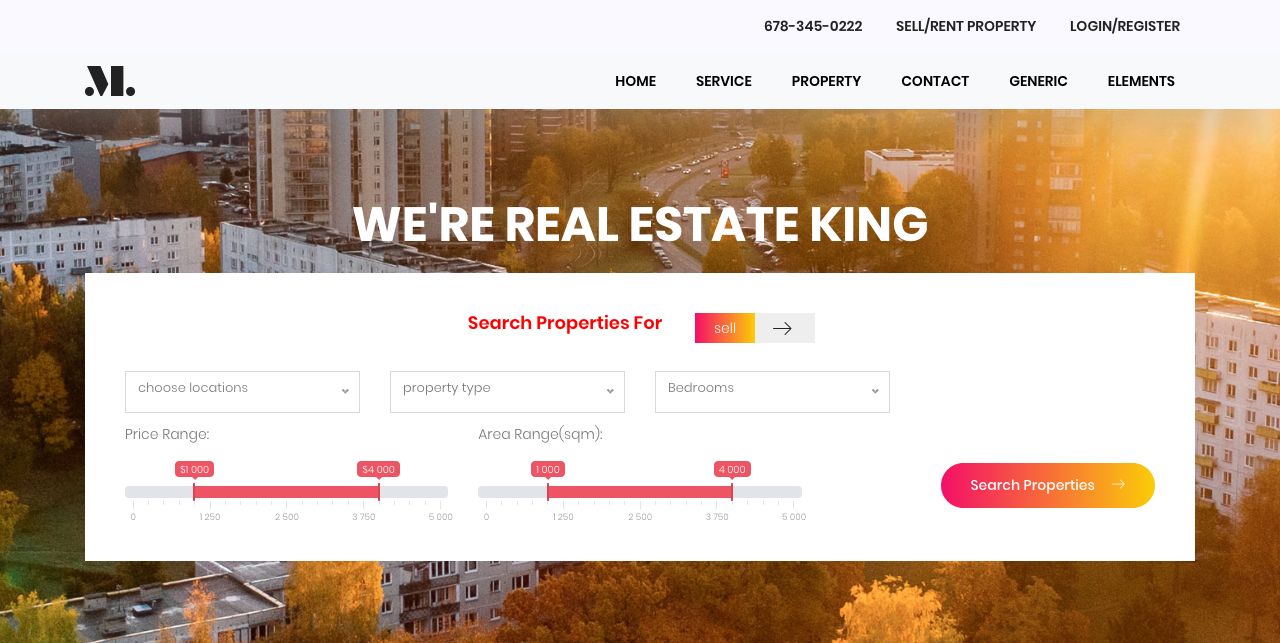 678-345-0222 SELL/RENT PROPERTY LOGIN/REGISTER
M.
HOME SERVICE PROPERTY CONTACT GENERIC ELEMENTS
WE'RE REAL ESTATE KING
Search Properties For sell
choose locations property type Bedrooms
Price Range: Area Range(sqm):
$1 000 $4 000 1 000 4 000
Search Properties
0 1 250 2 500 3 750 5 000 0 1 250 2 500 3 750 5 000